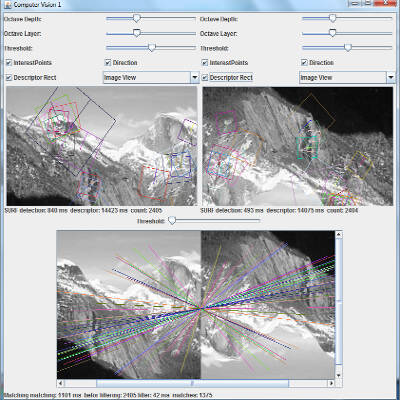 Computer Vision 1
Octave Depth: Octave Depth:
Octave Layer: Octave Layer:
Threshold: Threshold:
InterestPoints Direction InterestPoints Direction
Descriptor Rect Image View Descriptor Rect Image View
SURF detection: 840 ms descriptor: 14423 ms count: 2405 SURF detection: 493 ms descriptor: 14075 ms count: 2404
Threshold:
Matching matching: 1101 ms befor filtering: 2405 filter: 42 ms matches: 1375